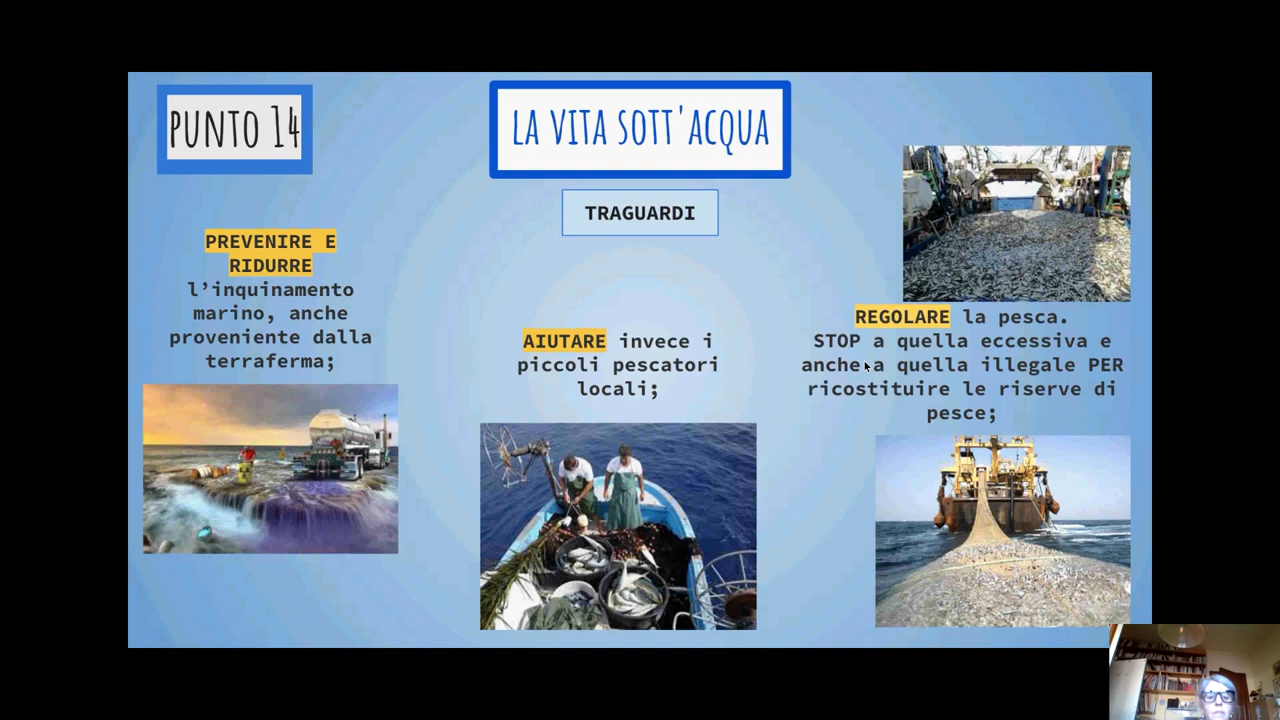 PUNTO 14
LA VITA SOTT'ACQUA
TRAGUARDI
PREVENIRE E
RIDURRE
l’inquinamento
marino, anche
proveniente dalla
terraferma;
AIUTARE invece i
piccoli pescatori
locali;
REGOLARE la pesca.
STOP a quella eccessiva e
anche a quella illegale PER
ricostituire le riserve di
pesce;